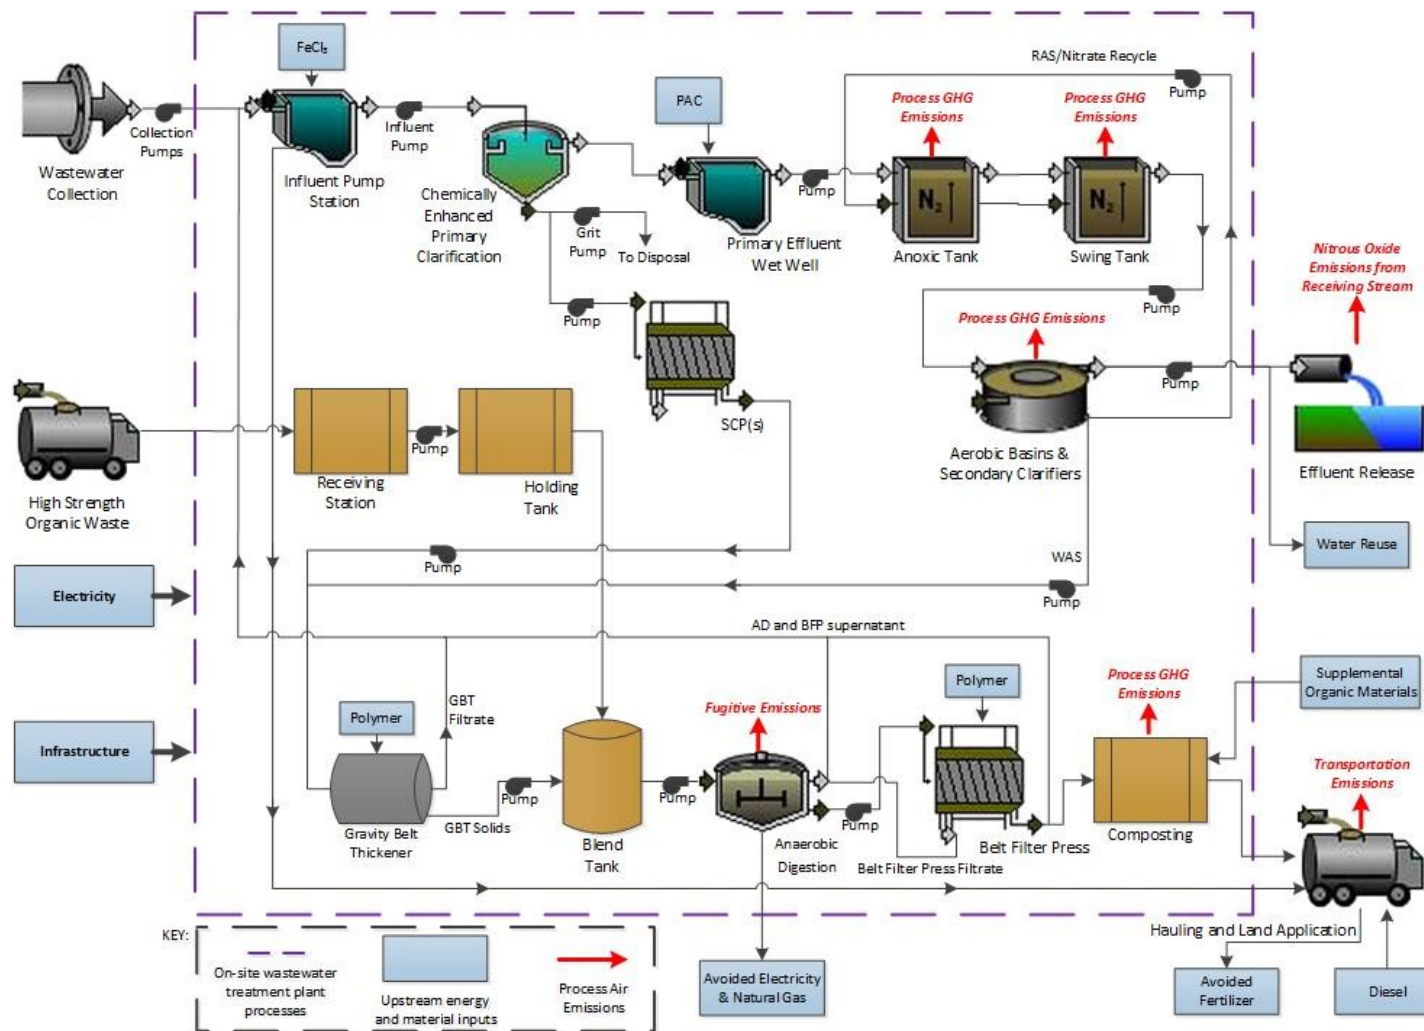 FeCl₃
RAS/Nitrate Recycle
PAC
Pump
Process GHG
Emissions
Process GHG
Emissions
Collection
Pumps
Influent
Pump
Wastewater
Collection
Influent Pump
Station
Chemically
Enhanced
Primary
Clarification
Grit
Pump
To Disposal
Pump
Primary Effluent
Wet Well
N₂
Anoxic Tank
N₂
Swing Tank
Nitrous Oxide
Emissions from
Receiving Stream
Pump
Pump
Process GHG Emissions
Pump
SCP(s)
Pump
Receiving
Station
Holding
Tank
Aerobic Basins &
Secondary Clarifiers
Effluent Release
High Strength
Organic Waste
Water Reuse
Pump
WAS
Pump
Electricity
AD and BFP supernatant
Infrastructure
Polymer
GBT
Filtrate
Fugitive Emissions
Polymer
Process GHG
Emissions
Supplemental
Organic Materials
Transportation
Emissions
Pump
Pump
Pump
GBT Solids
Gravity Belt
Thickener
Blend
Tank
Anaerobic
Digestion
Belt Filter Press
Belt Filter Press Filtrate
Composting
Hauling and Land Application
KEY:
On-site wastewater
treatment plant
processes
Upstream energy
and material inputs
Process Air
Emissions
Avoided Electricity
& Natural Gas
Avoided
Fertilizer
Diesel